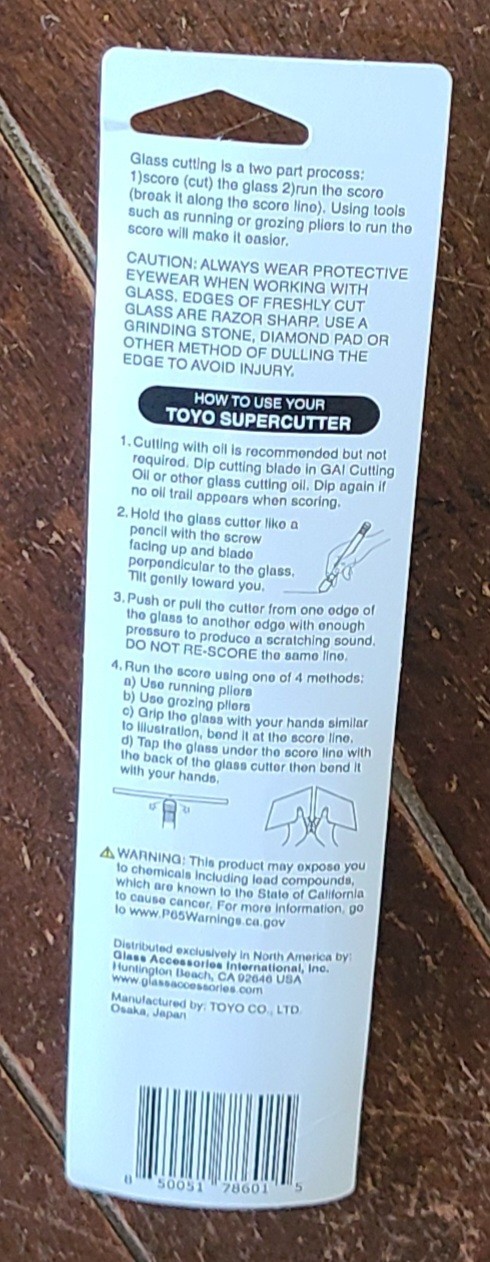 Glass cutting is a two part process:
1)score (cut) the glass 2)run the score
(break it along the score line). Using tools
such as running or grozing pliers to run the
score will make it easier.
CAUTION: ALWAYS WEAR PROTECTIVE
EYEWEAR WHEN WORKING WITH
GLASS. EDGES OF FRESHLY CUT
GLASS ARE RAZOR SHARP. USE A
GRINDING STONE, DIAMOND PAD OR
OTHER METHOD OF DULLING THE
EDGE TO AVOID INJURY.
HOW TO USE YOUR
TOYO SUPERCUTTER
1. Cutting with oil is recommended but not
required. Dip cutting blade in GAI Cutting
Oil or other glass cutting oil. Dip again if
no oil trail appears when scoring.
2. Hold the glass cutter like a
pencil with the screw
facing up and blade
perpendicular to the glass.
Tilt gently toward you.
3. Push or pull the cutter from one edge of
the glass to another edge with enough
pressure to produce a scratching sound.
DO NOT RE-SCORE the same line.
4. Run the score using one of 4 methods:
a) Use running pliers
b) Use grozing pliers
c) Grip the glass with your hands similar
to illustration, bend it at the score line.
d) Tap the glass under the score line with
the back of the glass cutter then bend it
with your hands.
⚠ WARNING: This product may expose you
to chemicals including lead compounds,
which are known to the State of California
to cause cancer. For more information, go
to www.P65Warnings.ca.gov
Distributed exclusively in North America by:
Glass Accessories International, Inc.
Huntington Beach, CA 92646 USA
www.glassaccessories.com
Manufactured by: TOYO CO., LTD.
Osaka, Japan
8 50051 78601 5